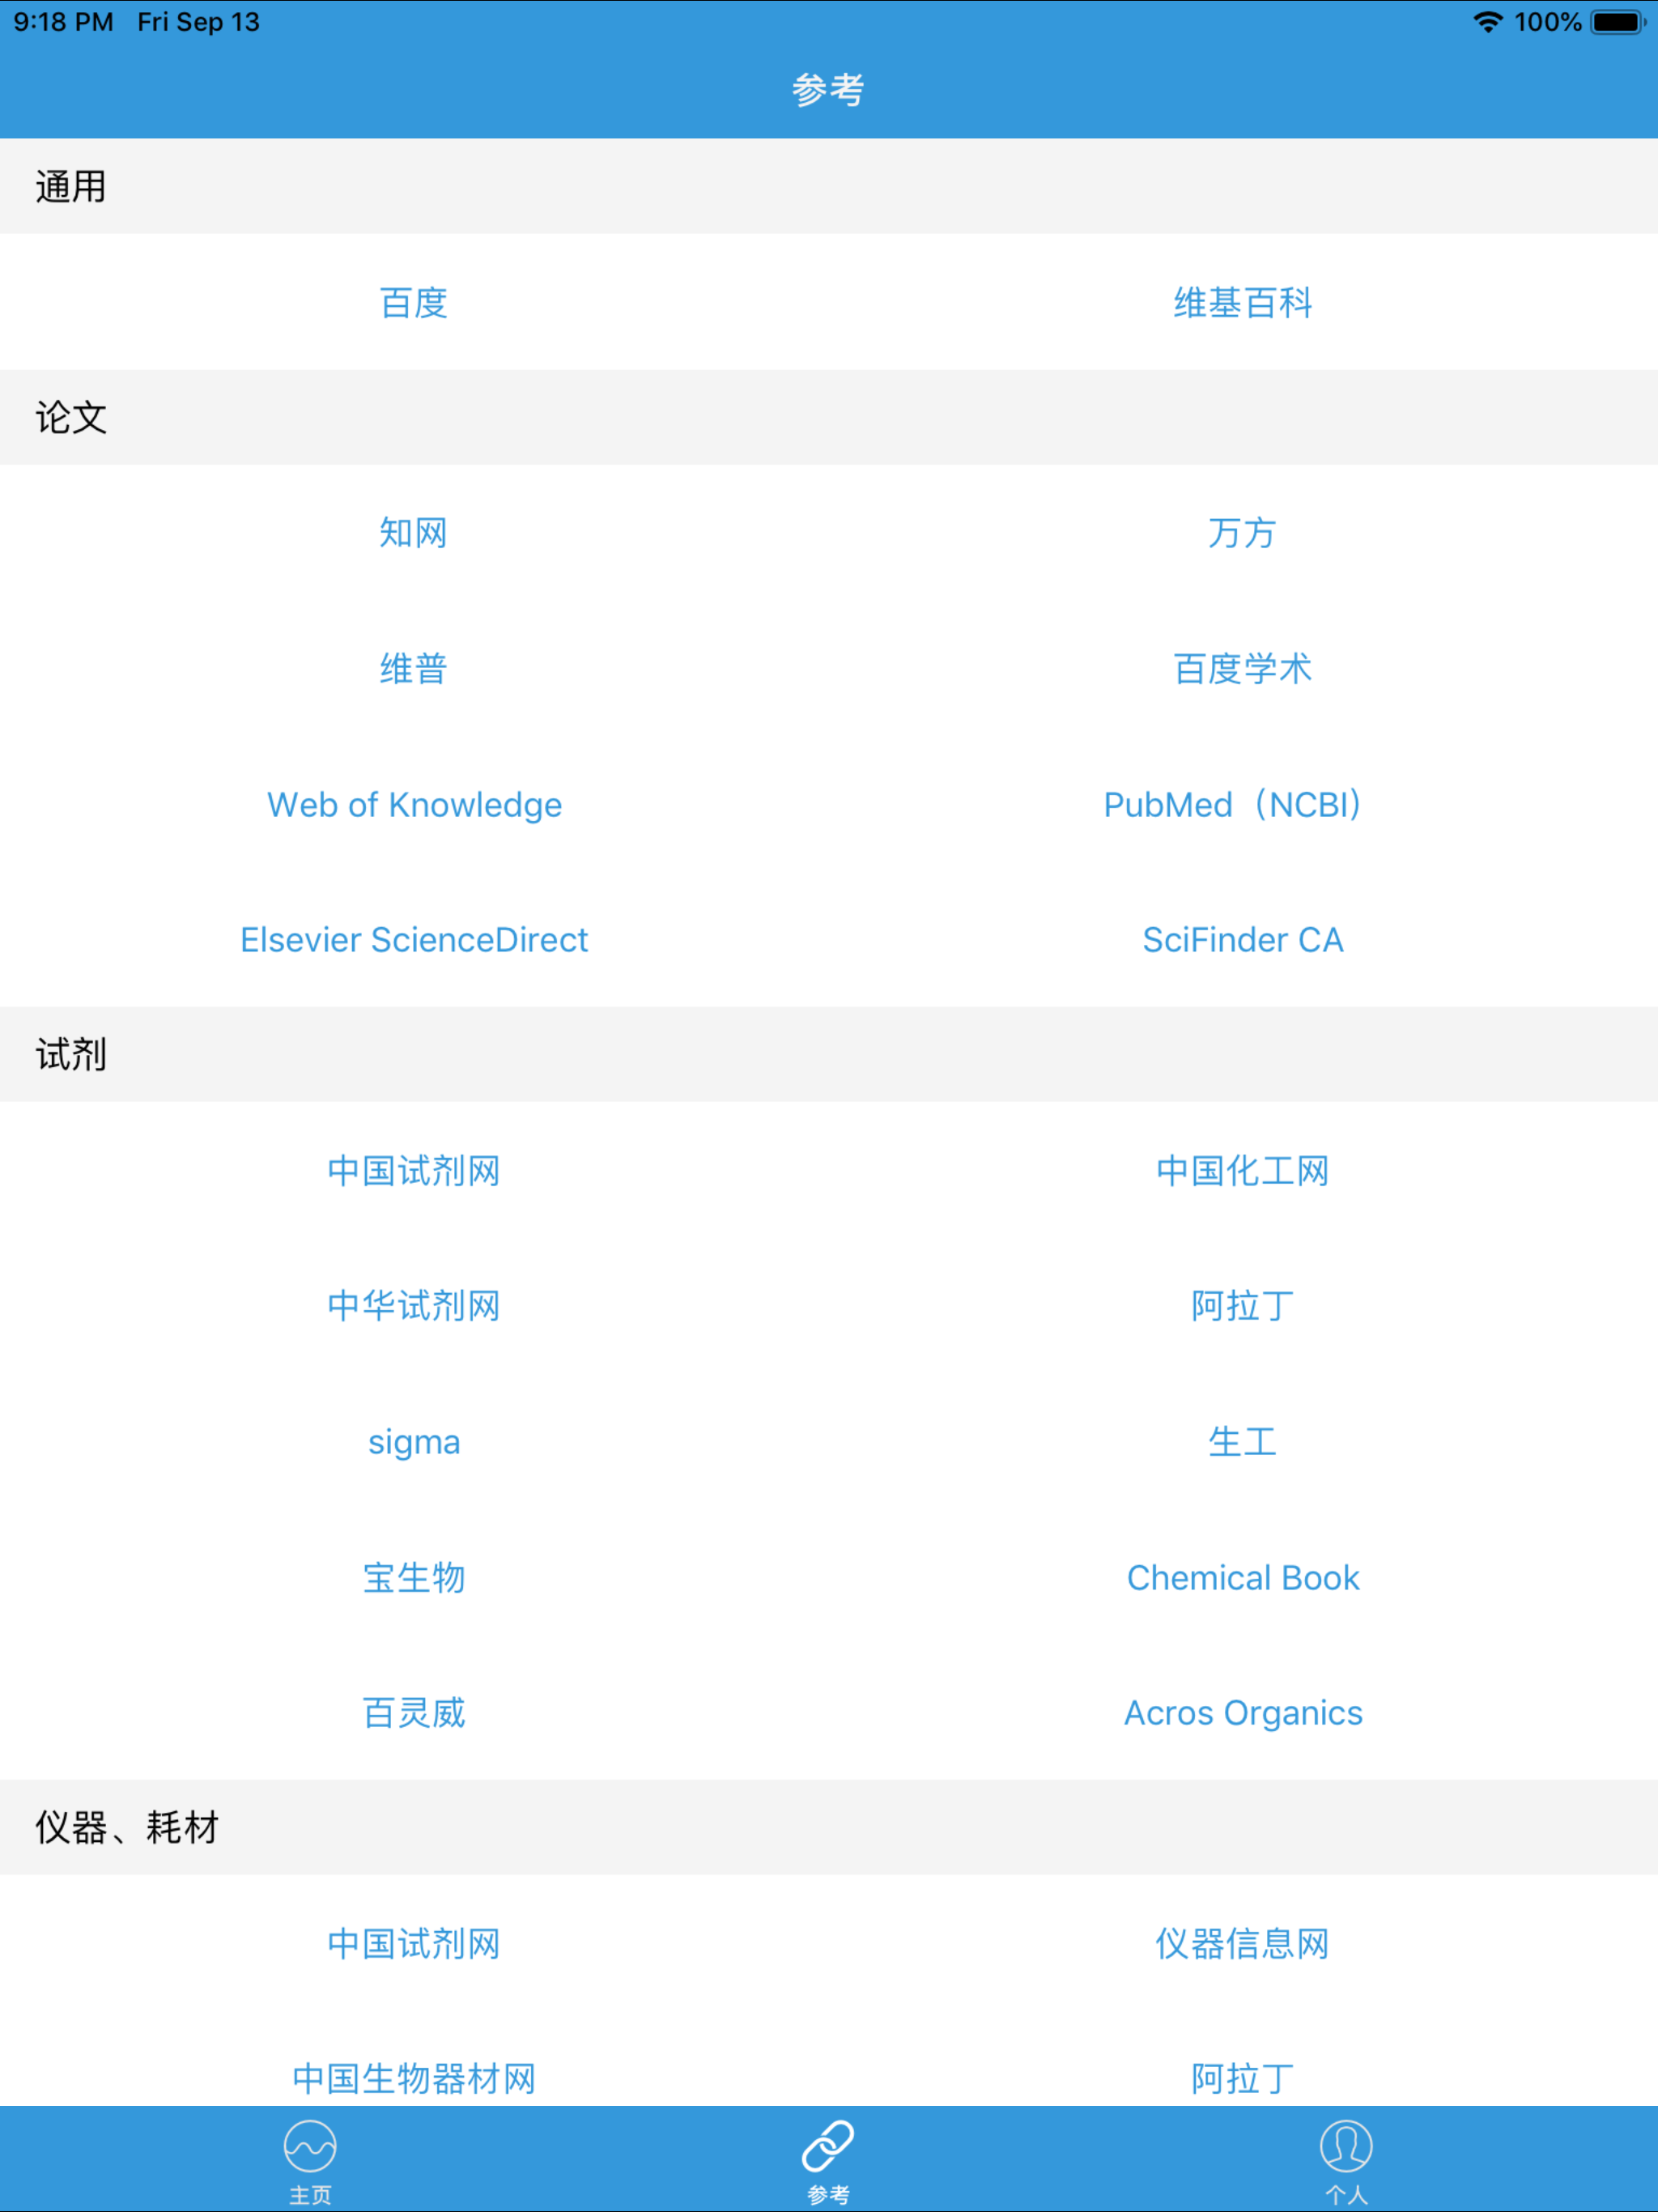 9:18 PM Fri Sep 13 100%
参考
通用
百度 维基百科
论文
知网 万方
维普 百度学术
Web of Knowledge PubMed（NCBI）
Elsevier ScienceDirect SciFinder CA
试剂
中国试剂网 中国化工网
中华试剂网 阿拉丁
sigma 生工
宝生物 Chemical Book
百灵威 Acros Organics
仪器、耗材
中国试剂网 仪器信息网
中国生物器材网 阿拉丁
主页 参考 个人